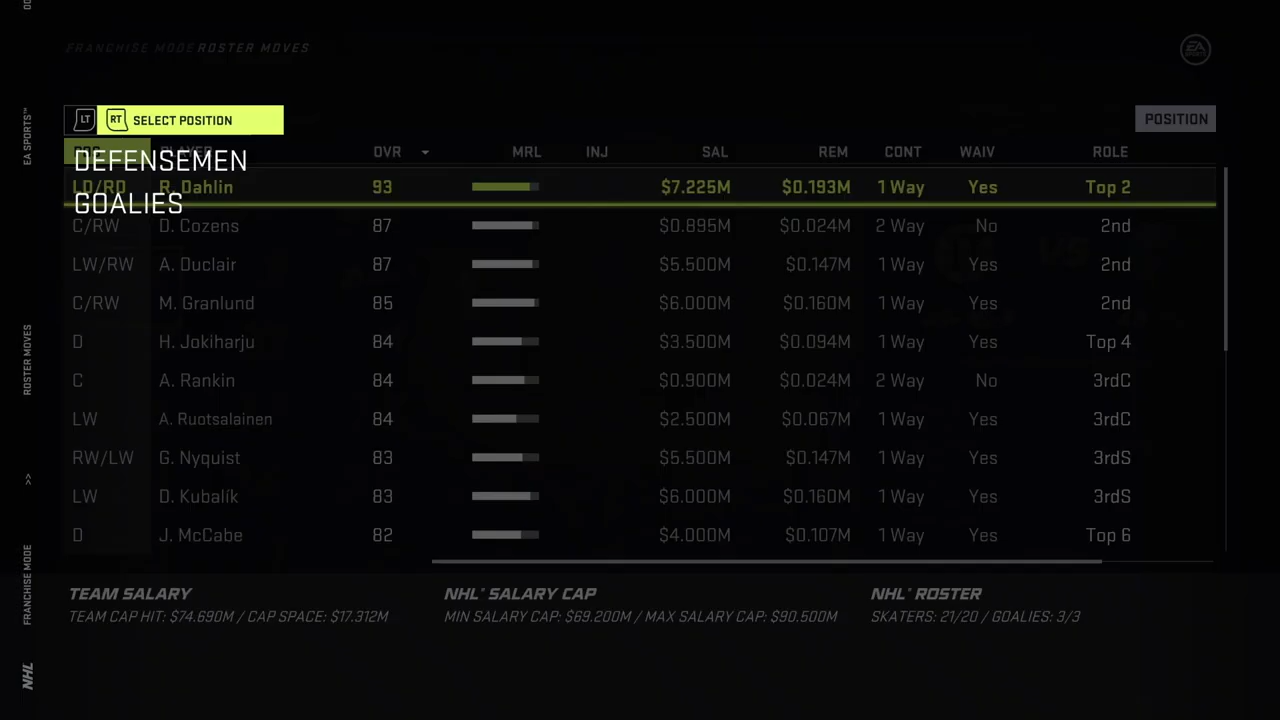 FRANCHISE MODE ROSTER MOVES
EA SPORTS
LT RT SELECT POSITION
POSITION
POS PLAYER OVR MRL INJ SAL REM CONT WAIV ROLE
DEFENSEMEN
GOALIES
LD/RD R. Dahlin 93 $7.225M $0.193M 1 Way Yes Top 2
C/RW D. Cozens 87 $0.895M $0.024M 2 Way No 2nd
LW/RW A. Duclair 87 $5.500M $0.147M 1 Way Yes 2nd
C/RW M. Granlund 85 $6.000M $0.160M 1 Way Yes 2nd
D H. Jokiharju 84 $3.500M $0.094M 1 Way Yes Top 4
C A. Rankin 84 $0.900M $0.024M 2 Way No 3rdC
LW A. Ruotsalainen 84 $2.500M $0.067M 1 Way Yes 3rdC
RW/LW G. Nyquist 83 $5.500M $0.147M 1 Way Yes 3rdS
LW D. Kubalík 83 $6.000M $0.160M 1 Way Yes 3rdS
D J. McCabe 82 $4.000M $0.107M 1 Way Yes Top 6
TEAM SALARY
TEAM CAP HIT: $74.690M / CAP SPACE: $17.312M
NHL® SALARY CAP
MIN SALARY CAP: $69.200M / MAX SALARY CAP: $90.500M
NHL® ROSTER
SKATERS: 21/20 / GOALIES: 3/3
NHL FRANCHISE MODE >> ROSTER MOVES EA SPORTS™
VS